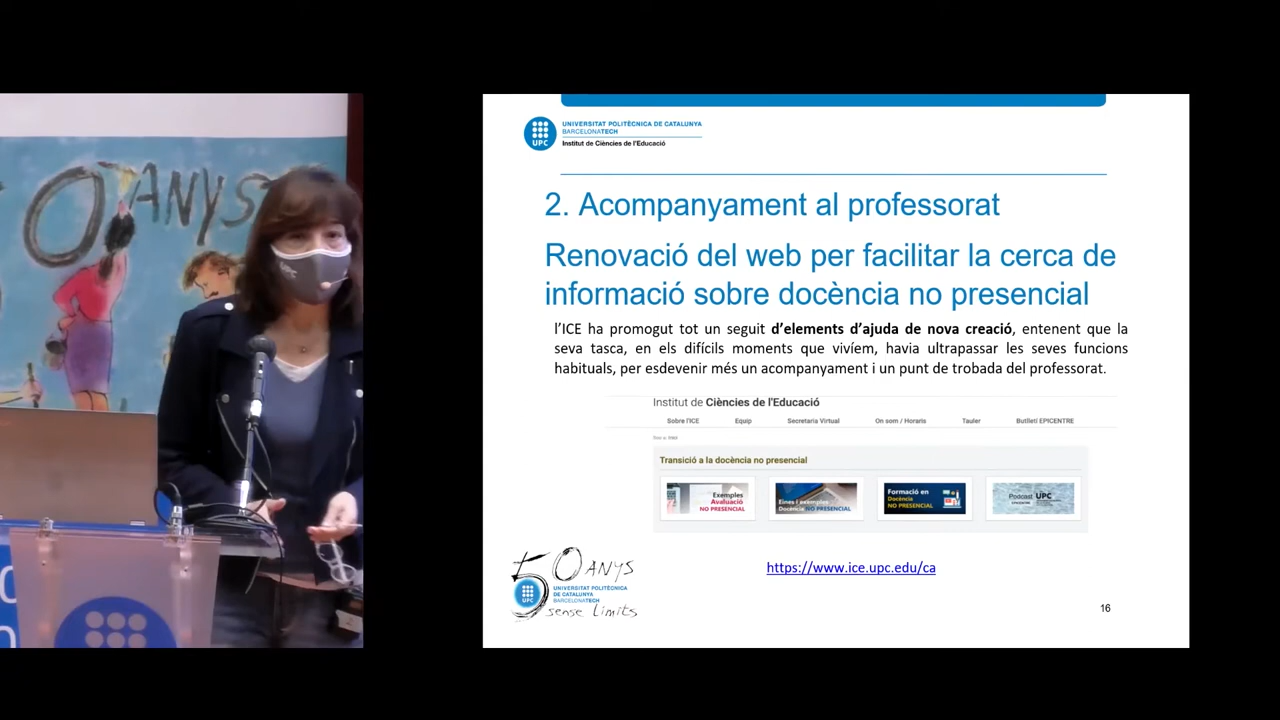 0 ANYS
UNIVERSITAT POLITÈCNICA DE CATALUNYA
BARCELONATECH
Institut de Ciències de l'Educació
UPC
2. Acompanyament al professorat
Renovació del web per facilitar la cerca de
informació sobre docència no presencial
l'ICE ha promogut tot un seguit d'elements d'ajuda de nova creació, entenent que la
seva tasca, en els difícils moments que vivíem, havia ultrapassar les seves funcions
habituals, per esdevenir més un acompanyament i un punt de trobada del professorat.
Institut de Ciències de l'Educació
Sobre l'ICE Equip Secretaria Virtual On som / Horaris Tauler Butlletí EPICENTRE
Transició a la docència no presencial
Exemples
Avaluació
NO PRESENCIAL
Eines i exemples
Docència NO PRESENCIAL
Formació en
Docència
NO PRESENCIAL
Podcast UPC
50 ANYS
UNIVERSITAT POLITÈCNICA
DE CATALUNYA
BARCELONATECH
UPC
sense límits
https://www.ice.upc.edu/ca
16